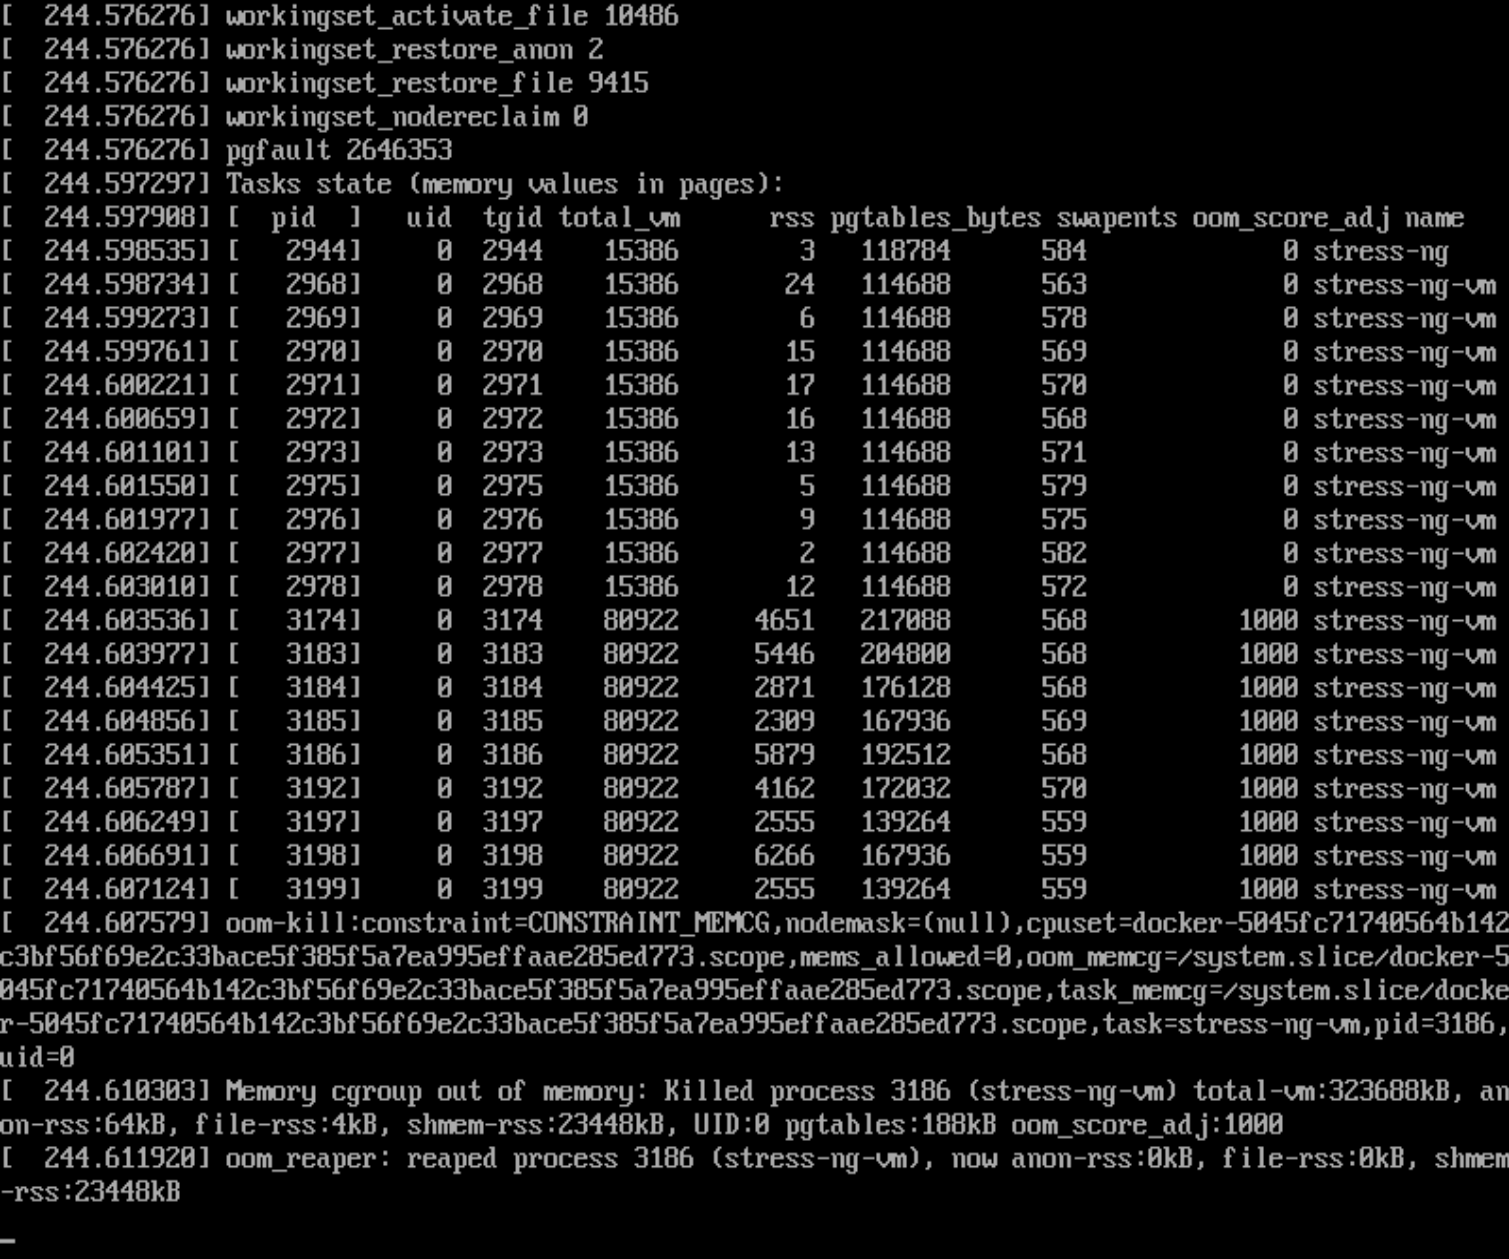 [  244.576276] workingset_activate_file 10486
[  244.576276] workingset_restore_anon 2
[  244.576276] workingset_restore_file 9415
[  244.576276] workingset_nodereclaim 0
[  244.576276] pgfault 2646353
[  244.597297] Tasks state (memory values in pages):
[  244.597908] [  pid  ]   uid  tgid total_vm      rss pgtables_bytes swapents oom_score_adj name
[  244.598535] [   2944]     0  2944    15386        3   118784      584             0 stress-ng
[  244.598734] [   2968]     0  2968    15386       24   114688      563             0 stress-ng-vm
[  244.599273] [   2969]     0  2969    15386        6   114688      578             0 stress-ng-vm
[  244.599761] [   2970]     0  2970    15386       15   114688      569             0 stress-ng-vm
[  244.600221] [   2971]     0  2971    15386       17   114688      570             0 stress-ng-vm
[  244.600659] [   2972]     0  2972    15386       16   114688      568             0 stress-ng-vm
[  244.601101] [   2973]     0  2973    15386       13   114688      571             0 stress-ng-vm
[  244.601550] [   2975]     0  2975    15386        5   114688      579             0 stress-ng-vm
[  244.601977] [   2976]     0  2976    15386        9   114688      575             0 stress-ng-vm
[  244.602420] [   2977]     0  2977    15386        2   114688      582             0 stress-ng-vm
[  244.603010] [   2978]     0  2978    15386       12   114688      572             0 stress-ng-vm
[  244.603536] [   3174]     0  3174    80922     4651   217088      568          1000 stress-ng-vm
[  244.603977] [   3183]     0  3183    80922     5446   204800      568          1000 stress-ng-vm
[  244.604425] [   3184]     0  3184    80922     2871   176128      568          1000 stress-ng-vm
[  244.604856] [   3185]     0  3185    80922     2309   167936      569          1000 stress-ng-vm
[  244.605351] [   3186]     0  3186    80922     5879   192512      568          1000 stress-ng-vm
[  244.605787] [   3192]     0  3192    80922     4162   172032      570          1000 stress-ng-vm
[  244.606249] [   3197]     0  3197    80922     2555   139264      559          1000 stress-ng-vm
[  244.606691] [   3198]     0  3198    80922     6266   167936      559          1000 stress-ng-vm
[  244.607124] [   3199]     0  3199    80922     2555   139264      559          1000 stress-ng-vm
[  244.607579] oom-kill:constraint=CONSTRAINT_MEMCG,nodemask=(null),cpuset=docker-5045fc71740564b142
c3bf56f69e2c33bace5f385f5a7ea995effaae285ed773.scope,mems_allowed=0,oom_memcg=/system.slice/docker-5
045fc71740564b142c3bf56f69e2c33bace5f385f5a7ea995effaae285ed773.scope,task_memcg=/system.slice/docke
r-5045fc71740564b142c3bf56f69e2c33bace5f385f5a7ea995effaae285ed773.scope,task=stress-ng-vm,pid=3186,
uid=0
[  244.610303] Memory cgroup out of memory: Killed process 3186 (stress-ng-vm) total-vm:323688kB, an
on-rss:64kB, file-rss:4kB, shmem-rss:23448kB, UID:0 pgtables:188kB oom_score_adj:1000
[  244.611920] oom_reaper: reaped process 3186 (stress-ng-vm), now anon-rss:0kB, file-rss:0kB, shmem
-rss:23448kB